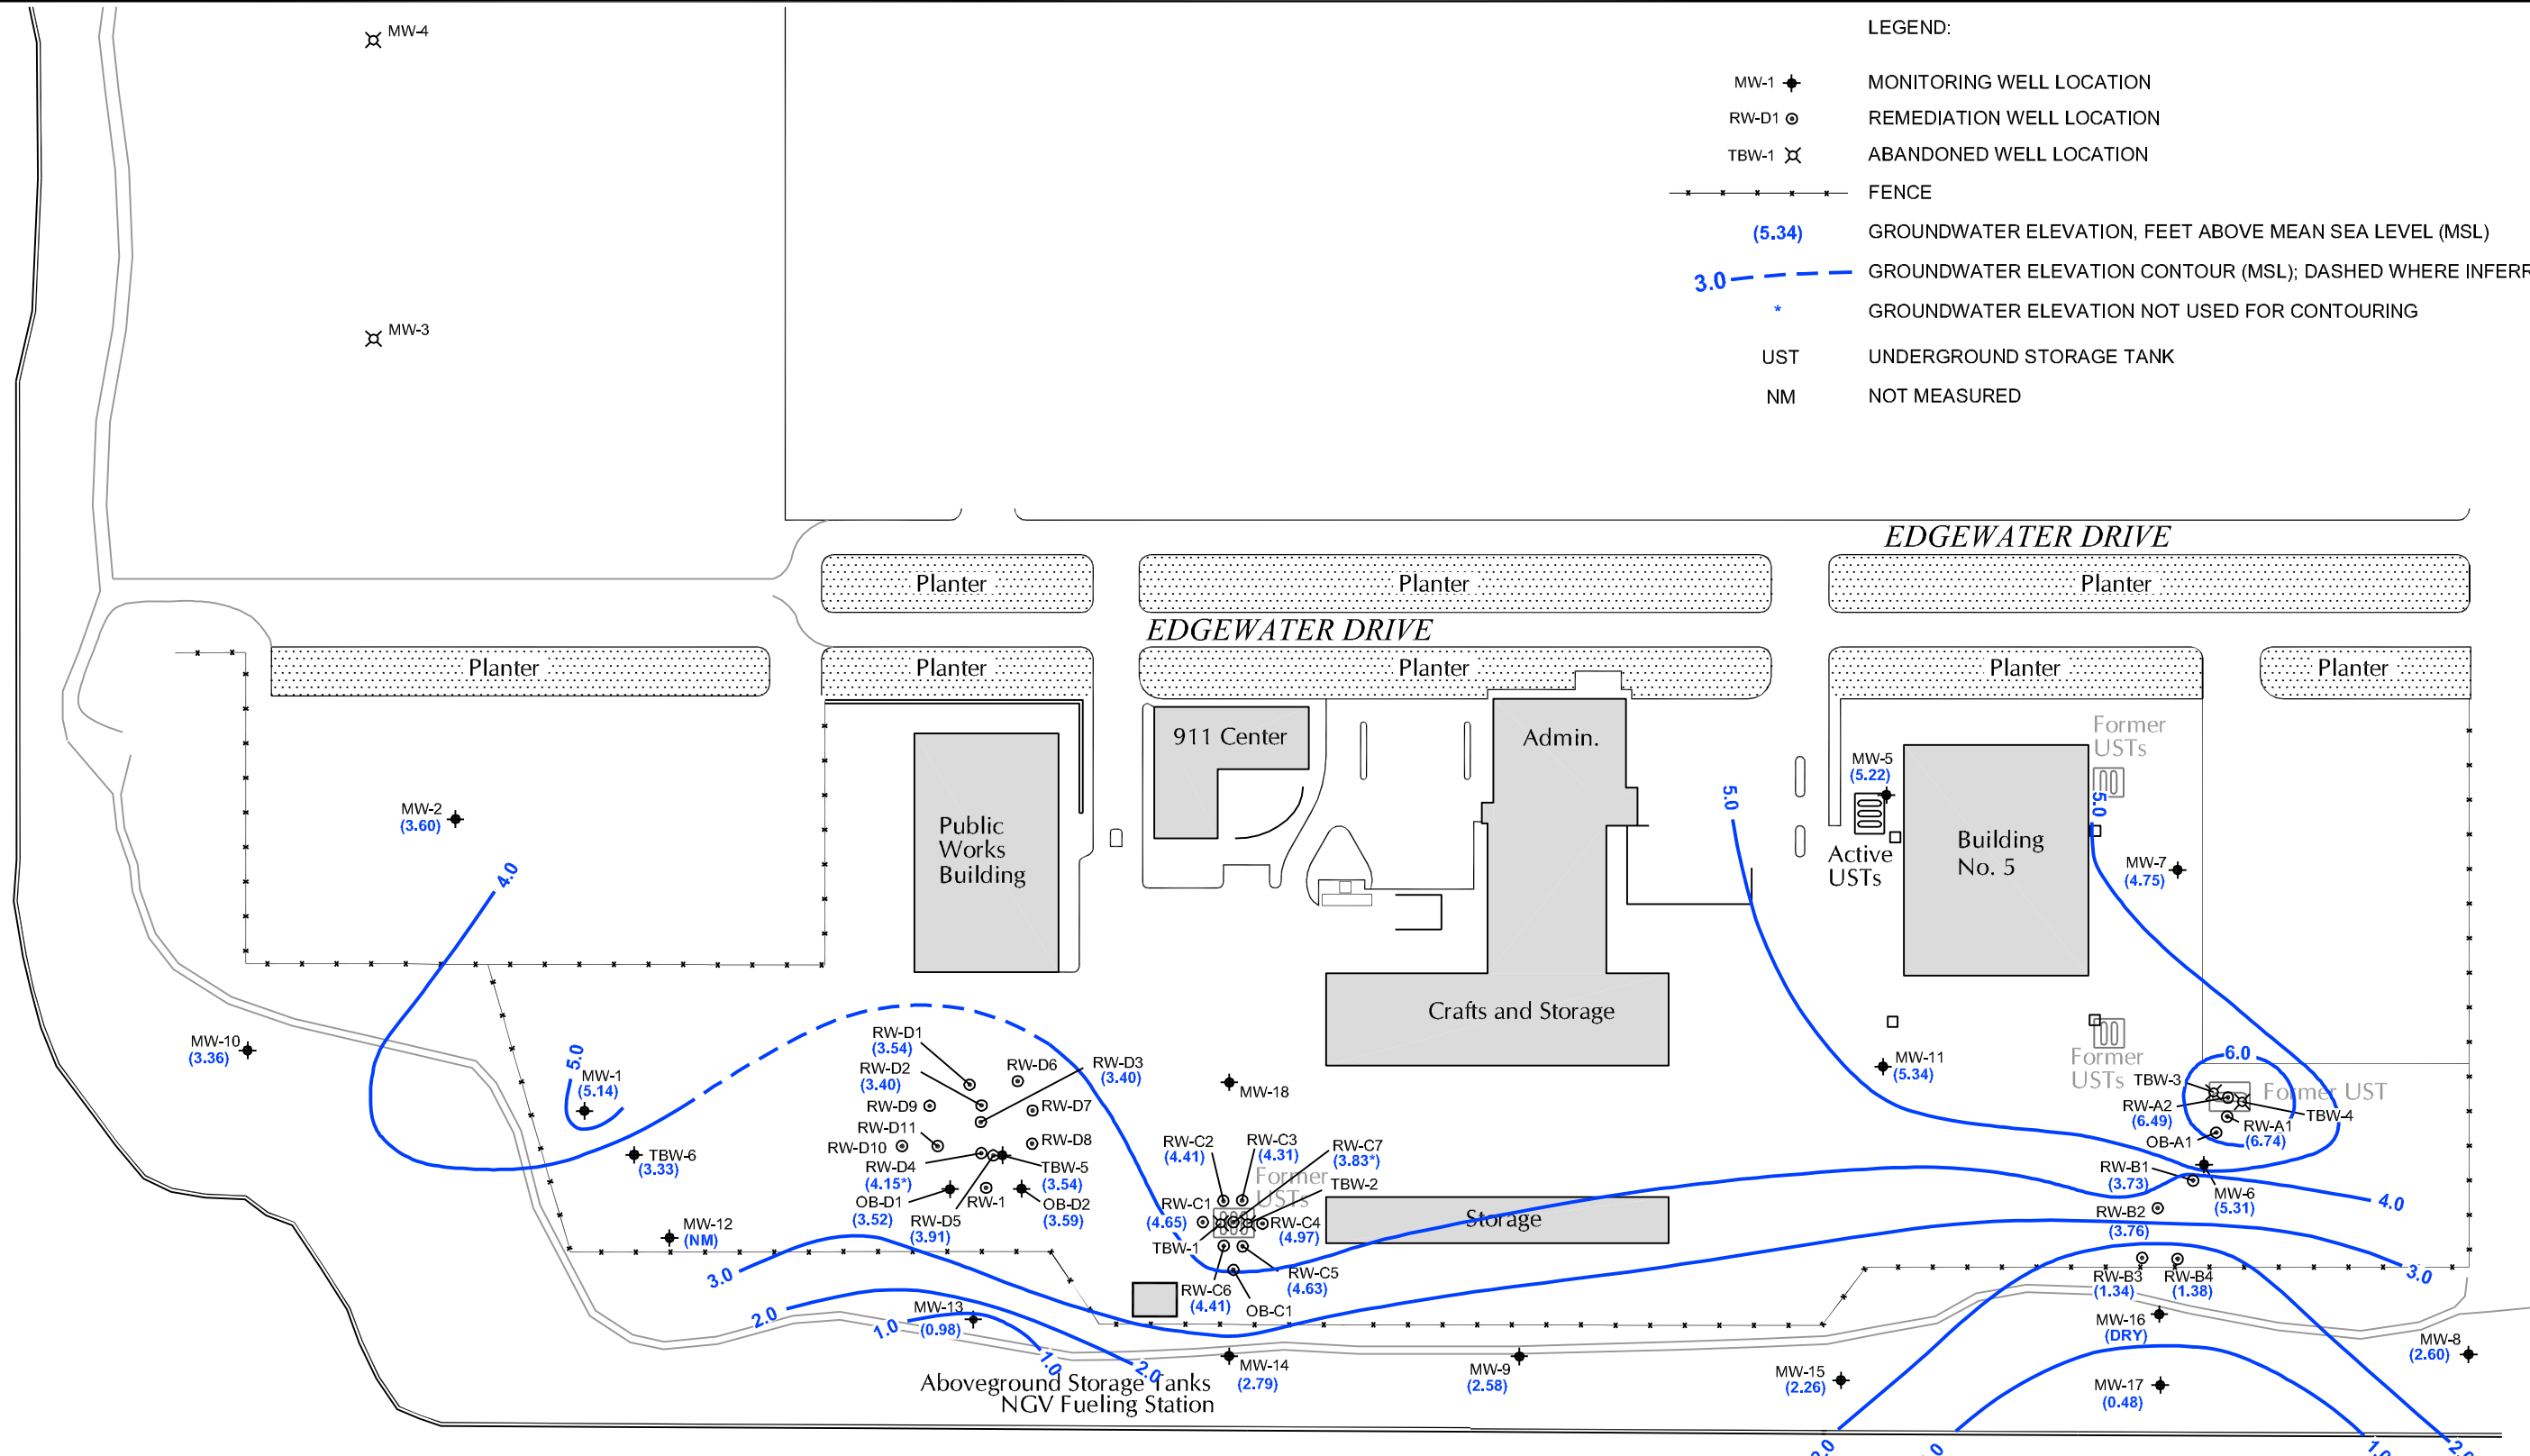 LEGEND:
MW-1 MONITORING WELL LOCATION
RW-D1 REMEDIATION WELL LOCATION
TBW-1 ABANDONED WELL LOCATION
FENCE
(5.34) GROUNDWATER ELEVATION, FEET ABOVE MEAN SEA LEVEL (MSL)
3.0 GROUNDWATER ELEVATION CONTOUR (MSL); DASHED WHERE INFERR
* GROUNDWATER ELEVATION NOT USED FOR CONTOURING
UST UNDERGROUND STORAGE TANK
NM NOT MEASURED
MW-4
MW-3
EDGEWATER DRIVE
Planter
Planter
Planter
EDGEWATER DRIVE
Planter
Planter
Planter
Planter
Planter
911 Center
Admin.
Public
Works
Building
Crafts and Storage
Storage
Building
No. 5
Active
USTs
Former
USTs
Former
USTs
Former UST
Former
USTs
MW-5
(5.22)
MW-7
(4.75)
MW-2
(3.60)
4.0
5.0
5.0
MW-10
(3.36)
5.0
MW-1
(5.14)
TBW-6
(3.33)
MW-12
(NM)
RW-D1
(3.54)
RW-D2
(3.40)
RW-D6
RW-D3
(3.40)
RW-D9
RW-D7
RW-D11
RW-D10
RW-D8
RW-D4
(4.15*)
TBW-5
(3.54)
OB-D1
(3.52)
RW-1
RW-D5
(3.91)
OB-D2
(3.59)
MW-18
RW-C2
(4.41)
RW-C3
(4.31)
RW-C7
(3.83*)
TBW-2
RW-C1
(4.65)
RW-C4
(4.97)
TBW-1
RW-C5
(4.63)
RW-C6
(4.41)
OB-C1
MW-11
(5.34)
6.0
TBW-3
RW-A2
(6.49)
TBW-4
RW-A1
(6.74)
OB-A1
RW-B1
(3.73)
MW-6
(5.31)
RW-B2
(3.76)
4.0
3.0
RW-B3
(1.34)
RW-B4
(1.38)
MW-16
(DRY)
MW-8
(2.60)
MW-17
(0.48)
MW-15
(2.26)
MW-9
(2.58)
MW-14
(2.79)
MW-13
(0.98)
3.0
2.0
1.0
1.0
2.0
Aboveground Storage Tanks
NGV Fueling Station
1.0
2.0